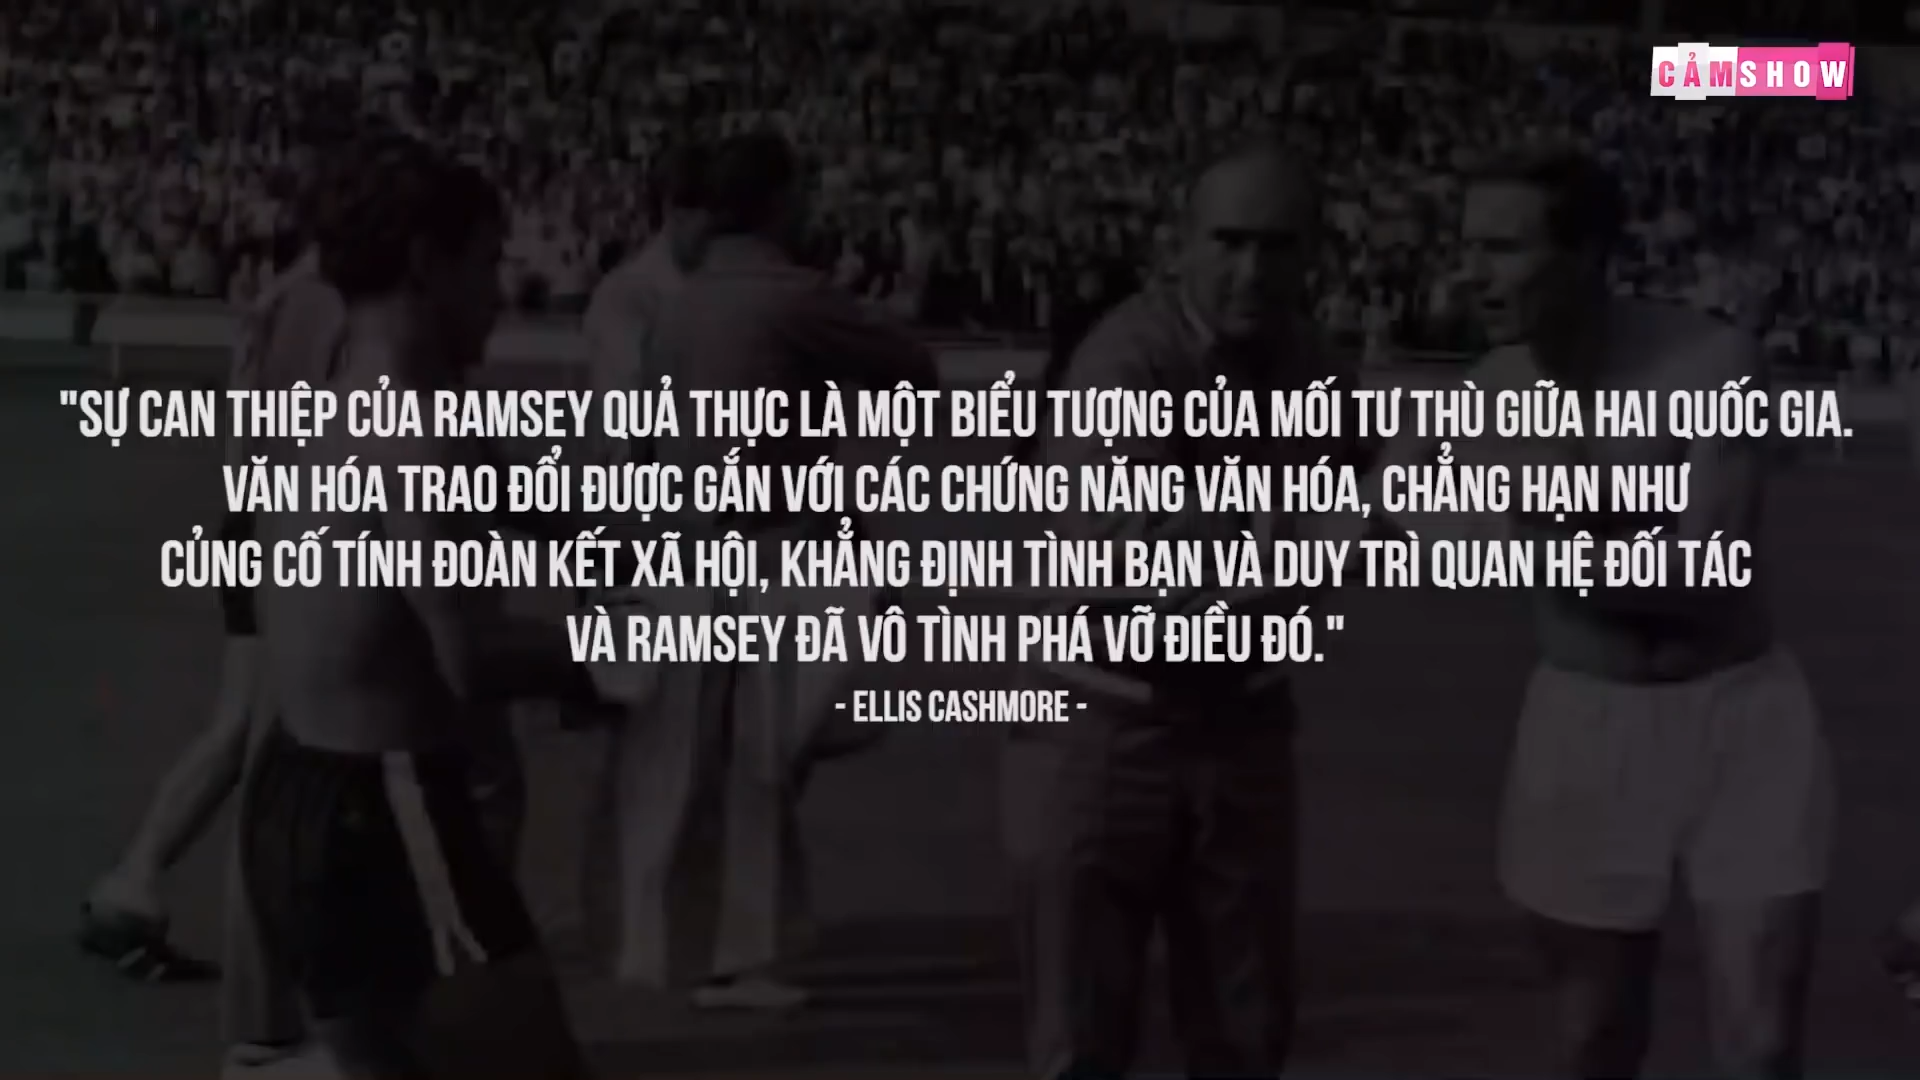 CẢMSHOW
"SỰ CAN THIỆP CỦA RAMSEY QUẢ THỰC LÀ MỘT BIỂU TƯỢNG CỦA MỐI TƯ THÙ GIỮA HAI QUỐC GIA.
VĂN HÓA TRAO ĐỔI ĐƯỢC GẮN VỚI CÁC CHỨNG NĂNG VĂN HÓA, CHẲNG HẠN NHƯ
CỦNG CỐ TÍNH ĐOÀN KẾT XÃ HỘI, KHẲNG ĐỊNH TÌNH BẠN VÀ DUY TRÌ QUAN HỆ ĐỐI TÁC
VÀ RAMSEY ĐÃ VÔ TÌNH PHÁ VỠ ĐIỀU ĐÓ."
- ELLIS CASHMORE -